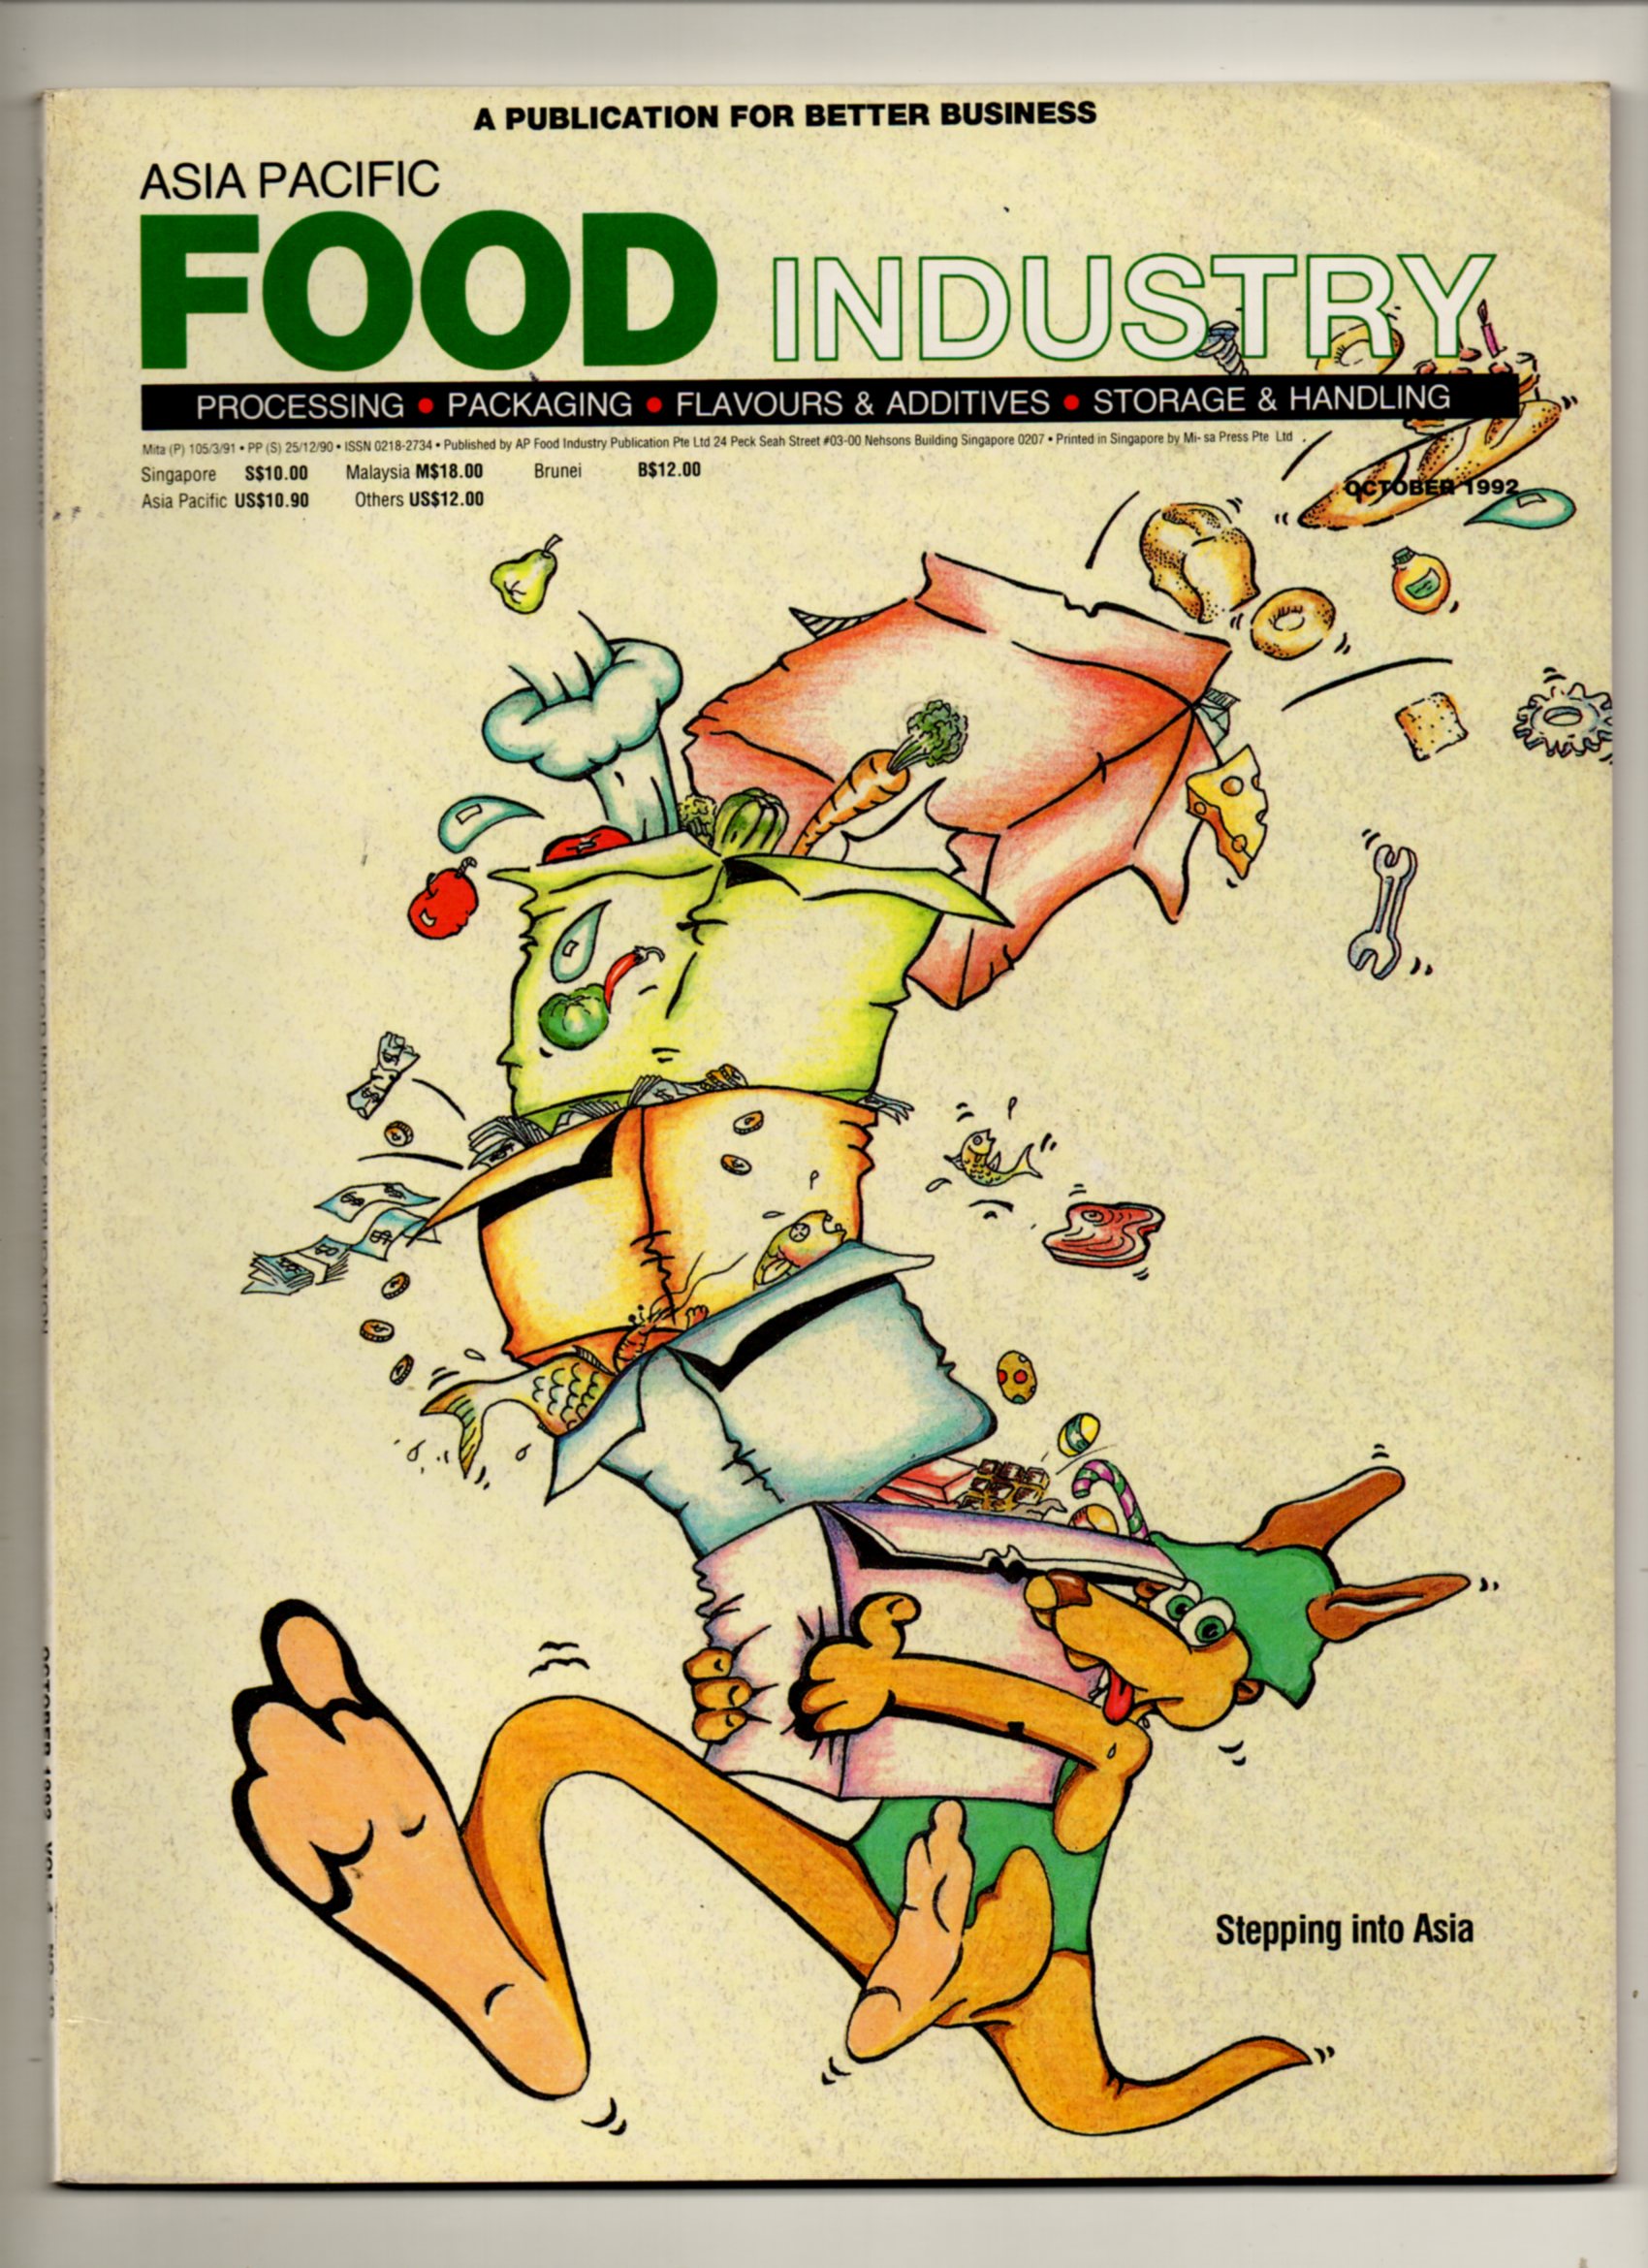 A PUBLICATION FOR BETTER BUSINESS
ASIA PACIFIC
FOOD INDUSTRY
PROCESSING • PACKAGING • FLAVOURS & ADDITIVES • STORAGE & HANDLING
Mita (P) 105/3/91 • PP (S) 25/12/90 • ISSN 0218-2734 • Published by AP Food Industry Publication Pte Ltd 24 Peck Seah Street #03-00 Nehsons Building Singapore 0207 • Printed in Singapore by Mi- sa Press Pte Ltd
Singapore S$10.00 Malaysia M$18.00 Brunei B$12.00
Asia Pacific US$10.90 Others US$12.00
OCTOBER 1992
Stepping into Asia